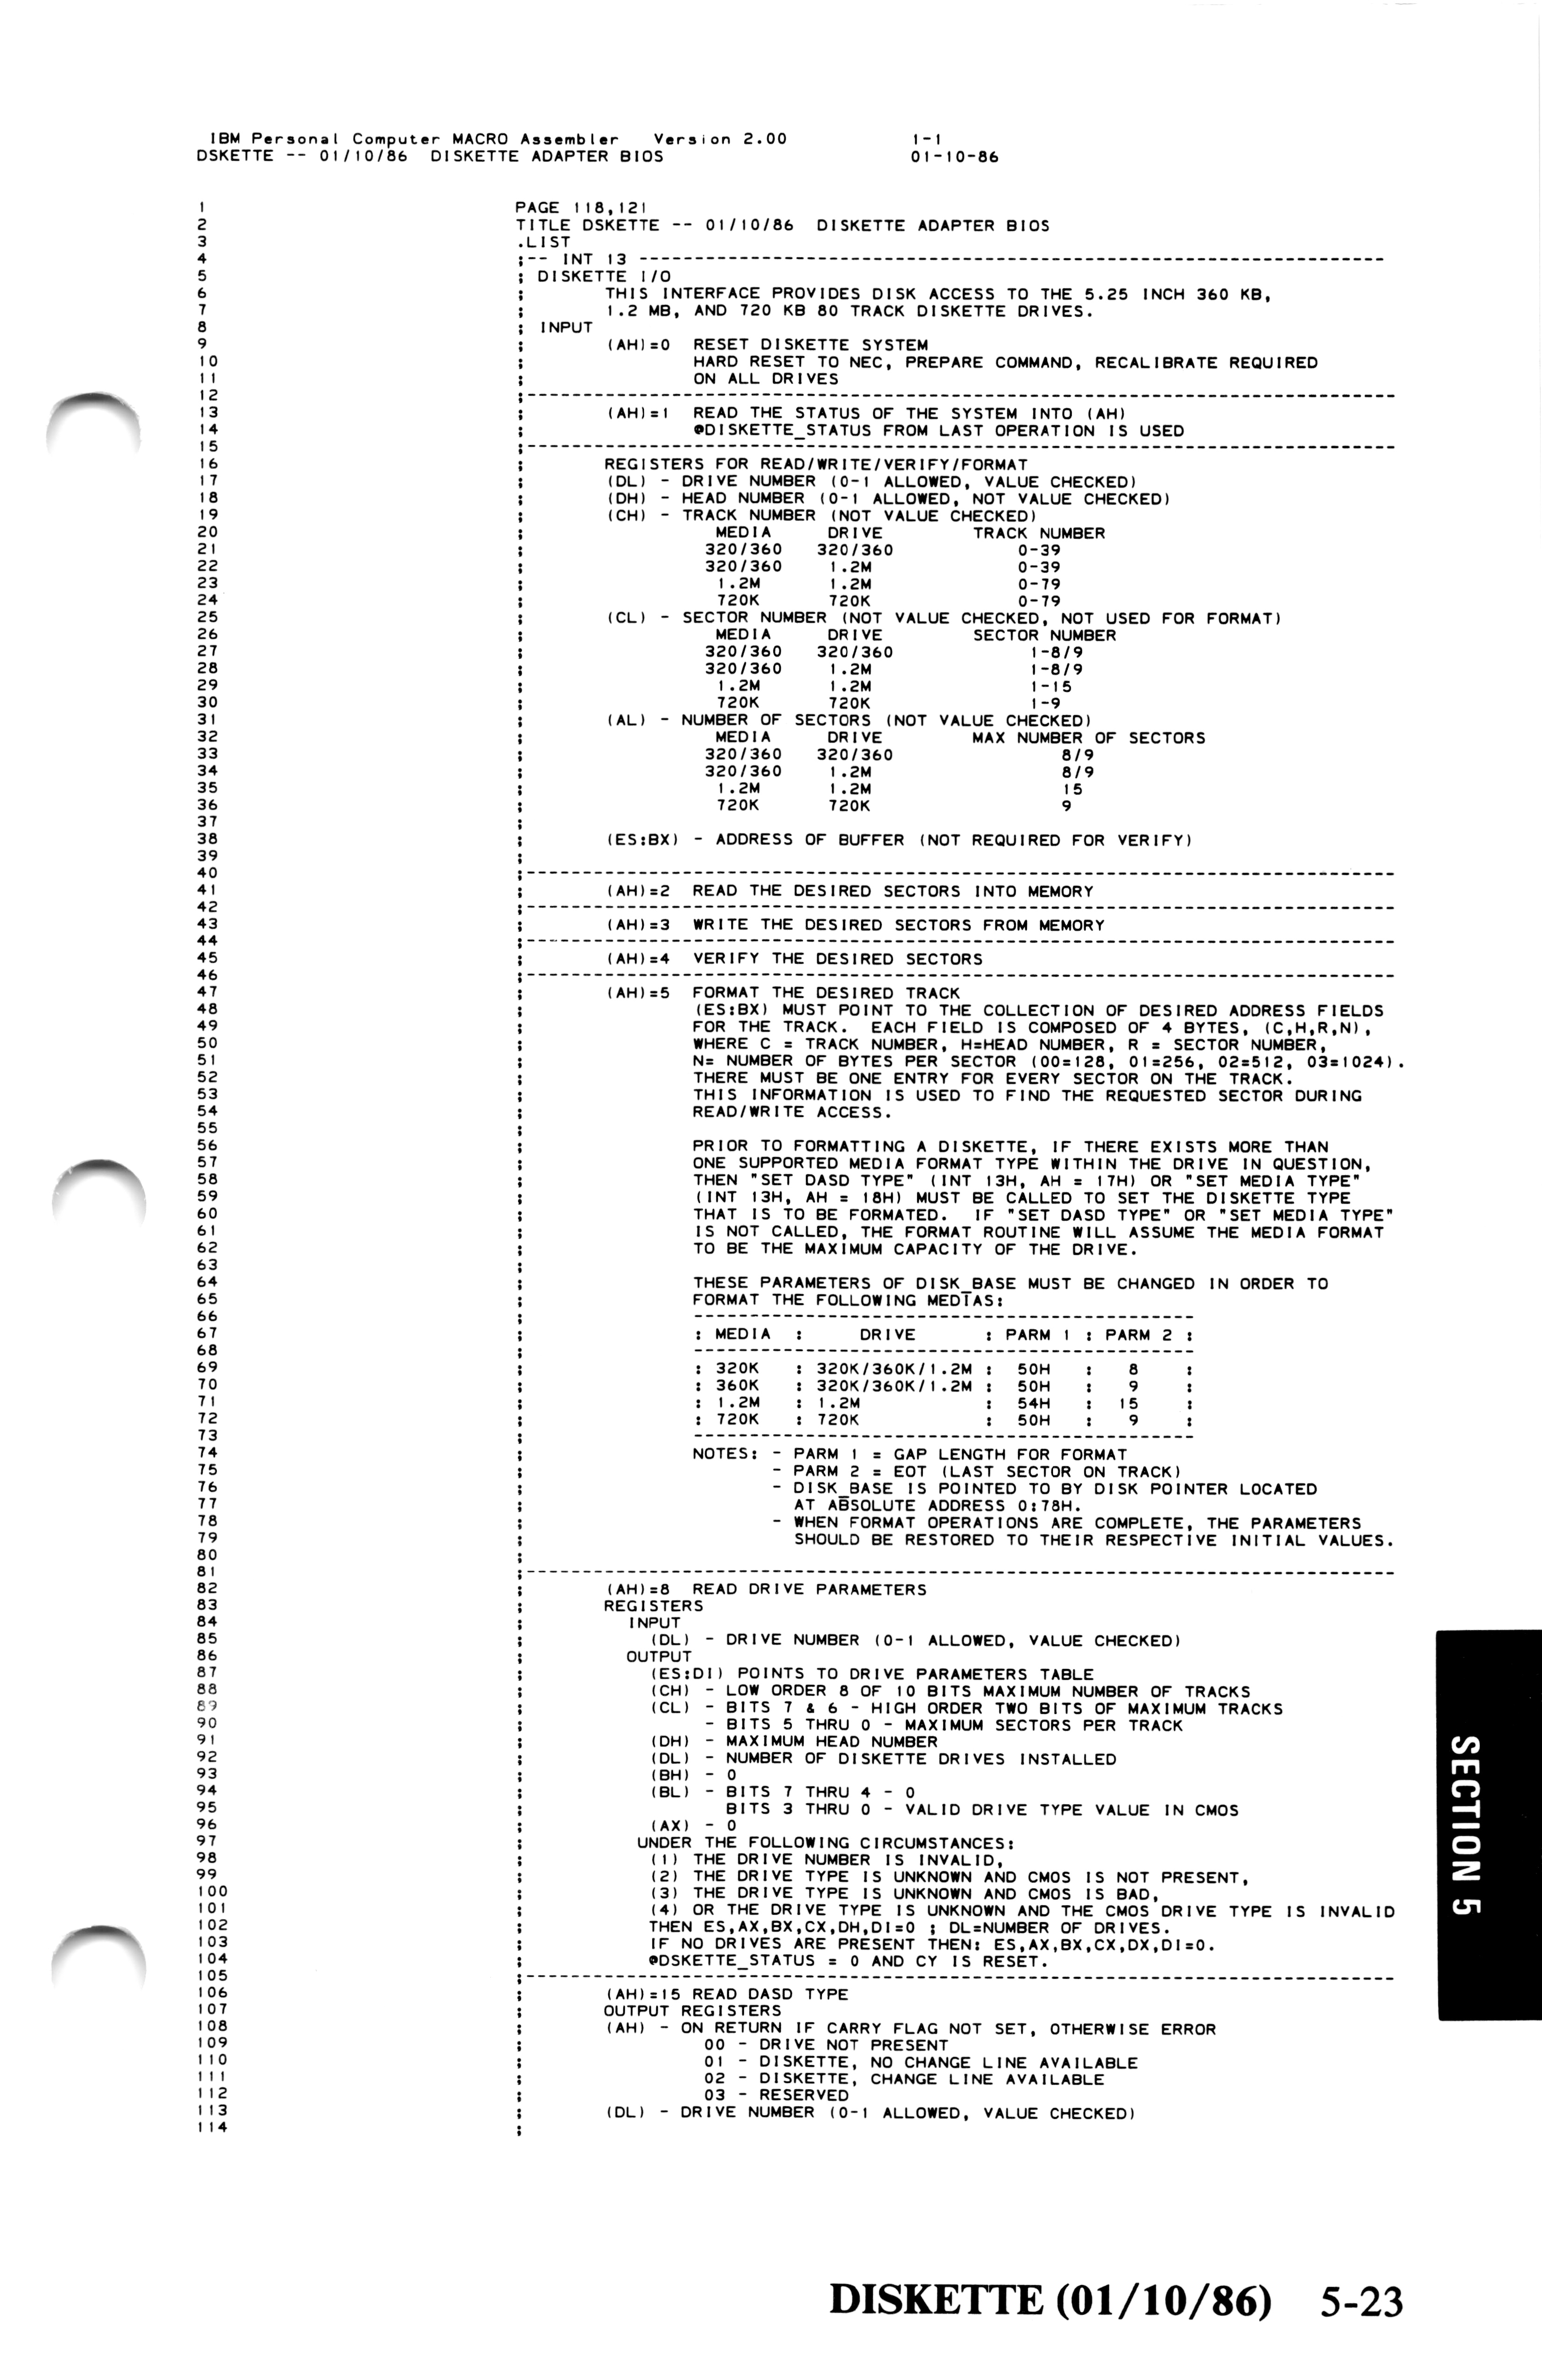 IBM Personal Computer MACRO Assembler   Version 2.00          1-1
DSKETTE -- 01/10/86  DISKETTE ADAPTER BIOS                    01-10-86
1 PAGE 118,121
2 TITLE DSKETTE -- 01/10/86  DISKETTE ADAPTER BIOS
3 .LIST
4 ;-- INT 13 -------------------------------------------------------------------
5 ; DISKETTE I/O
6 ;       THIS INTERFACE PROVIDES DISK ACCESS TO THE 5.25 INCH 360 KB,
7 ;       1.2 MB, AND 720 KB 80 TRACK DISKETTE DRIVES.
8 ; INPUT
9 ;       (AH)=0  RESET DISKETTE SYSTEM
10 ;               HARD RESET TO NEC, PREPARE COMMAND, RECALIBRATE REQUIRED
11 ;               ON ALL DRIVES
12 ;------------------------------------------------------------------------------
13 ;       (AH)=1  READ THE STATUS OF THE SYSTEM INTO (AH)
14 ;               @DISKETTE_STATUS FROM LAST OPERATION IS USED
15 ;------------------------------------------------------------------------------
16 ;       REGISTERS FOR READ/WRITE/VERIFY/FORMAT
17 ;       (DL) - DRIVE NUMBER (0-1 ALLOWED, VALUE CHECKED)
18 ;       (DH) - HEAD NUMBER (0-1 ALLOWED, NOT VALUE CHECKED)
19 ;       (CH) - TRACK NUMBER (NOT VALUE CHECKED)
20 ;                 MEDIA     DRIVE        TRACK NUMBER
21 ;                320/360   320/360           0-39
22 ;                320/360    1.2M             0-39
23 ;                 1.2M      1.2M             0-79
24 ;                 720K      720K             0-79
25 ;       (CL) - SECTOR NUMBER (NOT VALUE CHECKED, NOT USED FOR FORMAT)
26 ;                 MEDIA     DRIVE        SECTOR NUMBER
27 ;                320/360   320/360            1-8/9
28 ;                320/360    1.2M              1-8/9
29 ;                 1.2M      1.2M              1-15
30 ;                 720K      720K              1-9
31 ;       (AL) - NUMBER OF SECTORS (NOT VALUE CHECKED)
32 ;                 MEDIA     DRIVE        MAX NUMBER OF SECTORS
33 ;                320/360   320/360               8/9
34 ;                320/360    1.2M                 8/9
35 ;                 1.2M      1.2M                 15
36 ;                 720K      720K                 9
37 ;
38 ;       (ES:BX) - ADDRESS OF BUFFER (NOT REQUIRED FOR VERIFY)
39 ;
40 ;------------------------------------------------------------------------------
41 ;       (AH)=2  READ THE DESIRED SECTORS INTO MEMORY
42 ;------------------------------------------------------------------------------
43 ;       (AH)=3  WRITE THE DESIRED SECTORS FROM MEMORY
44 ;------------------------------------------------------------------------------
45 ;       (AH)=4  VERIFY THE DESIRED SECTORS
46 ;------------------------------------------------------------------------------
47 ;       (AH)=5  FORMAT THE DESIRED TRACK
48 ;               (ES:BX) MUST POINT TO THE COLLECTION OF DESIRED ADDRESS FIELDS
49 ;               FOR THE TRACK.  EACH FIELD IS COMPOSED OF 4 BYTES, (C,H,R,N),
50 ;               WHERE C = TRACK NUMBER, H=HEAD NUMBER, R = SECTOR NUMBER,
51 ;               N= NUMBER OF BYTES PER SECTOR (00=128, 01=256, 02=512, 03=1024).
52 ;               THERE MUST BE ONE ENTRY FOR EVERY SECTOR ON THE TRACK.
53 ;               THIS INFORMATION IS USED TO FIND THE REQUESTED SECTOR DURING
54 ;               READ/WRITE ACCESS.
55 ;
56 ;               PRIOR TO FORMATTING A DISKETTE, IF THERE EXISTS MORE THAN
57 ;               ONE SUPPORTED MEDIA FORMAT TYPE WITHIN THE DRIVE IN QUESTION,
58 ;               THEN "SET DASD TYPE" (INT 13H, AH = 17H) OR "SET MEDIA TYPE"
59 ;               (INT 13H, AH = 18H) MUST BE CALLED TO SET THE DISKETTE TYPE
60 ;               THAT IS TO BE FORMATED.  IF "SET DASD TYPE" OR "SET MEDIA TYPE"
61 ;               IS NOT CALLED, THE FORMAT ROUTINE WILL ASSUME THE MEDIA FORMAT
62 ;               TO BE THE MAXIMUM CAPACITY OF THE DRIVE.
63 ;
64 ;               THESE PARAMETERS OF DISK_BASE MUST BE CHANGED IN ORDER TO
65 ;               FORMAT THE FOLLOWING MEDIAS:
66 ;               ---------------------------------------------
67 ;               : MEDIA  :     DRIVE      : PARM 1 : PARM 2 :
68 ;               ---------------------------------------------
69 ;               : 320K   : 320K/360K/1.2M :  50H   :   8    :
70 ;               : 360K   : 320K/360K/1.2M :  50H   :   9    :
71 ;               : 1.2M   : 1.2M           :  54H   :  15    :
72 ;               : 720K   : 720K           :  50H   :   9    :
73 ;               ---------------------------------------------
74 ;               NOTES: - PARM 1 = GAP LENGTH FOR FORMAT
75 ;                      - PARM 2 = EOT (LAST SECTOR ON TRACK)
76 ;                      - DISK_BASE IS POINTED TO BY DISK POINTER LOCATED
77 ;                        AT ABSOLUTE ADDRESS 0:78H.
78 ;                      - WHEN FORMAT OPERATIONS ARE COMPLETE, THE PARAMETERS
79 ;                        SHOULD BE RESTORED TO THEIR RESPECTIVE INITIAL VALUES.
80 ;
81 ;------------------------------------------------------------------------------
82 ;       (AH)=8  READ DRIVE PARAMETERS
83 ;       REGISTERS
84 ;         INPUT
85 ;           (DL) - DRIVE NUMBER (0-1 ALLOWED, VALUE CHECKED)
86 ;         OUTPUT
87 ;           (ES:DI) POINTS TO DRIVE PARAMETERS TABLE
88 ;           (CH) - LOW ORDER 8 OF 10 BITS MAXIMUM NUMBER OF TRACKS
89 ;           (CL) - BITS 7 & 6 - HIGH ORDER TWO BITS OF MAXIMUM TRACKS
90 ;                - BITS 5 THRU 0 - MAXIMUM SECTORS PER TRACK
91 ;           (DH) - MAXIMUM HEAD NUMBER
92 ;           (DL) - NUMBER OF DISKETTE DRIVES INSTALLED
93 ;           (BH) - 0
94 ;           (BL) - BITS 7 THRU 4 - 0
95 ;                  BITS 3 THRU 0 - VALID DRIVE TYPE VALUE IN CMOS
96 ;           (AX) - 0
97 ;          UNDER THE FOLLOWING CIRCUMSTANCES:
98 ;           (1) THE DRIVE NUMBER IS INVALID,
99 ;           (2) THE DRIVE TYPE IS UNKNOWN AND CMOS IS NOT PRESENT,
100 ;           (3) THE DRIVE TYPE IS UNKNOWN AND CMOS IS BAD,
101 ;           (4) OR THE DRIVE TYPE IS UNKNOWN AND THE CMOS DRIVE TYPE IS INVALID
102 ;           THEN ES,AX,BX,CX,DH,DI=0 ; DL=NUMBER OF DRIVES.
103 ;           IF NO DRIVES ARE PRESENT THEN: ES,AX,BX,CX,DX,DI=0.
104 ;           @DSKETTE_STATUS = 0 AND CY IS RESET.
105 ;------------------------------------------------------------------------------
106 ;       (AH)=15 READ DASD TYPE
107 ;       OUTPUT REGISTERS
108 ;       (AH) - ON RETURN IF CARRY FLAG NOT SET, OTHERWISE ERROR
109 ;                00 - DRIVE NOT PRESENT
110 ;                01 - DISKETTE, NO CHANGE LINE AVAILABLE
111 ;                02 - DISKETTE, CHANGE LINE AVAILABLE
112 ;                03 - RESERVED
113 ;       (DL) - DRIVE NUMBER (0-1 ALLOWED, VALUE CHECKED)
114 ;
SECTION 5
DISKETTE (01/10/86)   5-23